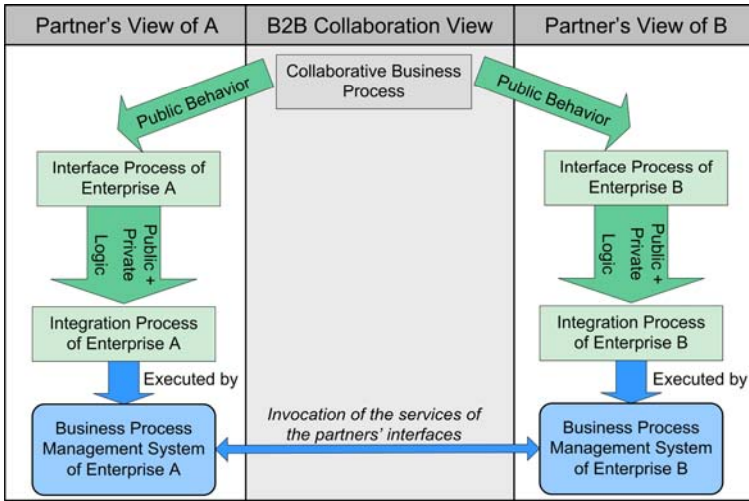 Partner's View of A
B2B Collaboration View
Partner's View of B
Collaborative Business
Process
Public Behavior
Public Behavior
Interface Process of
Enterprise A
Interface Process of
Enterprise B
Public +
Private
Logic
Public +
Private
Logic
Integration Process
of Enterprise A
Integration Process
of Enterprise B
Executed by
Executed by
Invocation of the services of
the partners' interfaces
Business Process
Management System
of Enterprise A
Business Process
Management System
of Enterprise B